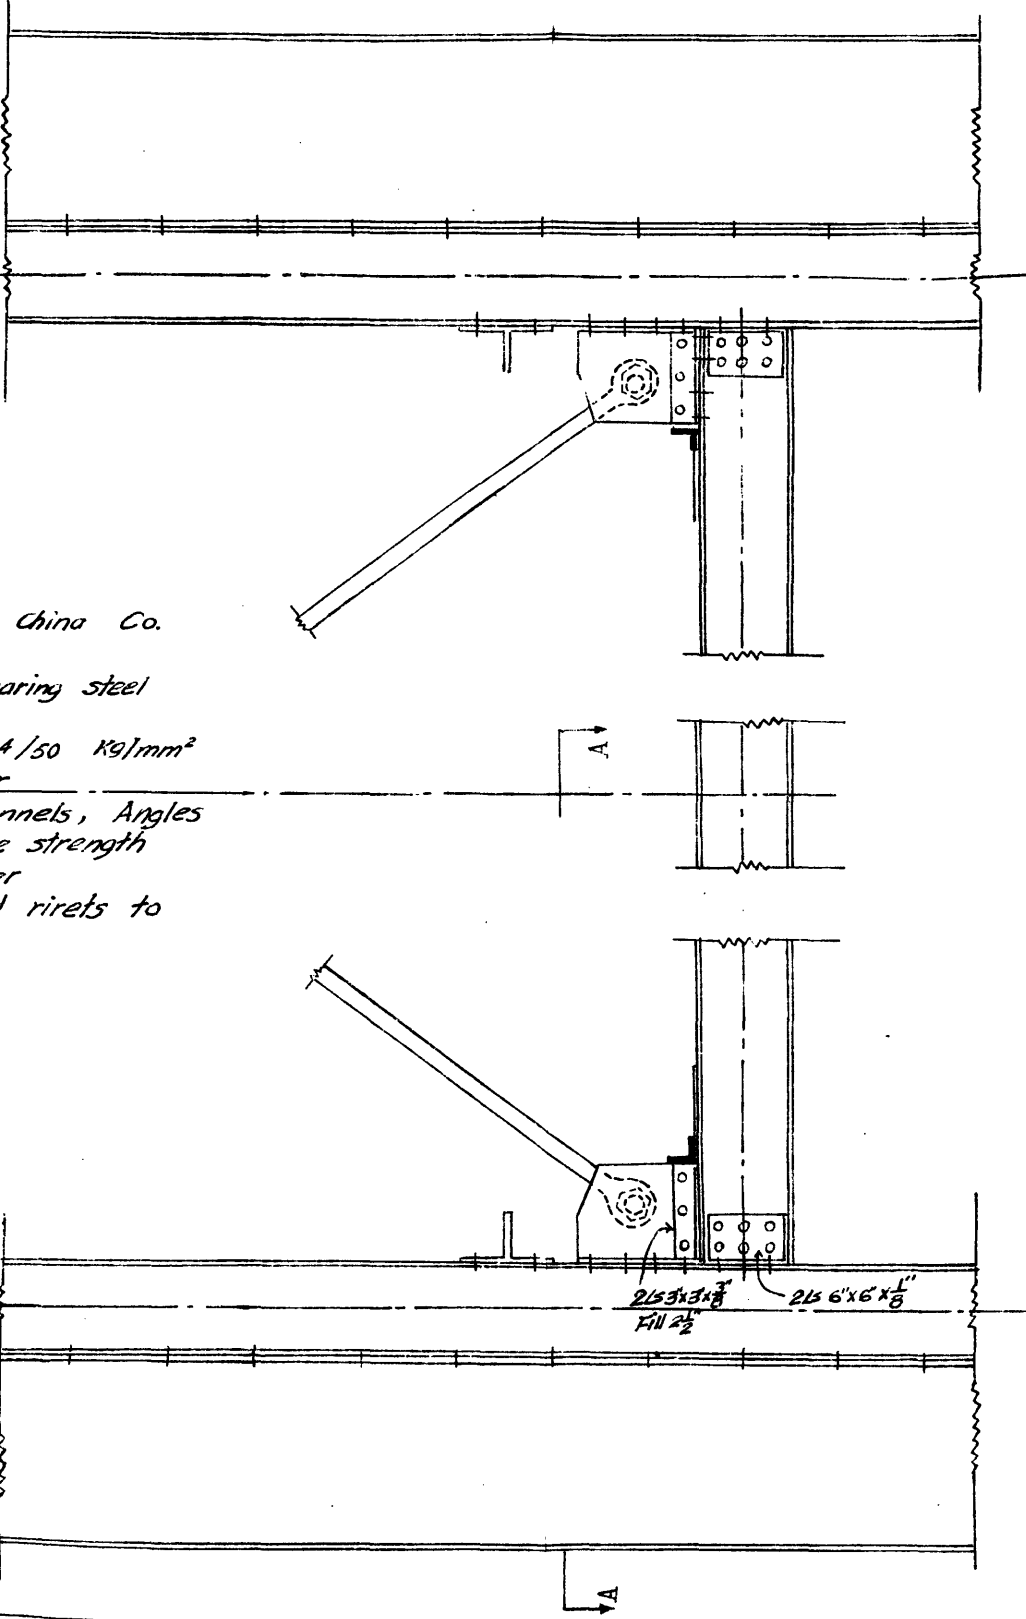 China Co.
aring steel
4/50 Kg/mm²
r
nnels, Angles
e strength
er
d rirets to
A
2Ls 3"x3"x3/8"
Fill 2 1/2"
2Ls 6"x6"x1/8"
A